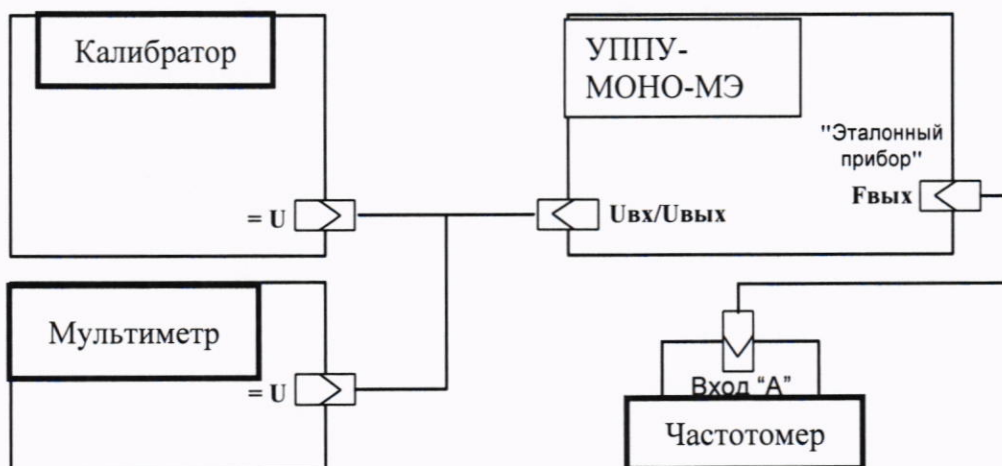 Калибратор
УППУ-
МОНО-МЭ
"Эталонный
прибор"
= U
Uвх/Uвых
Fвых
Мультиметр
= U
Вход “А”
Частотомер